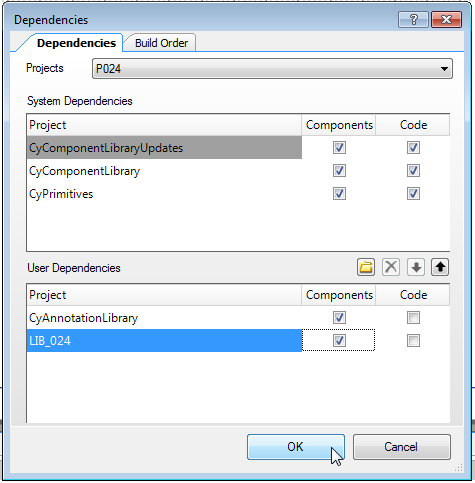 Dependencies
Dependencies Build Order
Projects P024
System Dependencies
Project Components Code
CyComponentLibraryUpdates
CyComponentLibrary
CyPrimitives
User Dependencies
Project Components Code
CyAnnotationLibrary
LIB_024
OK Cancel